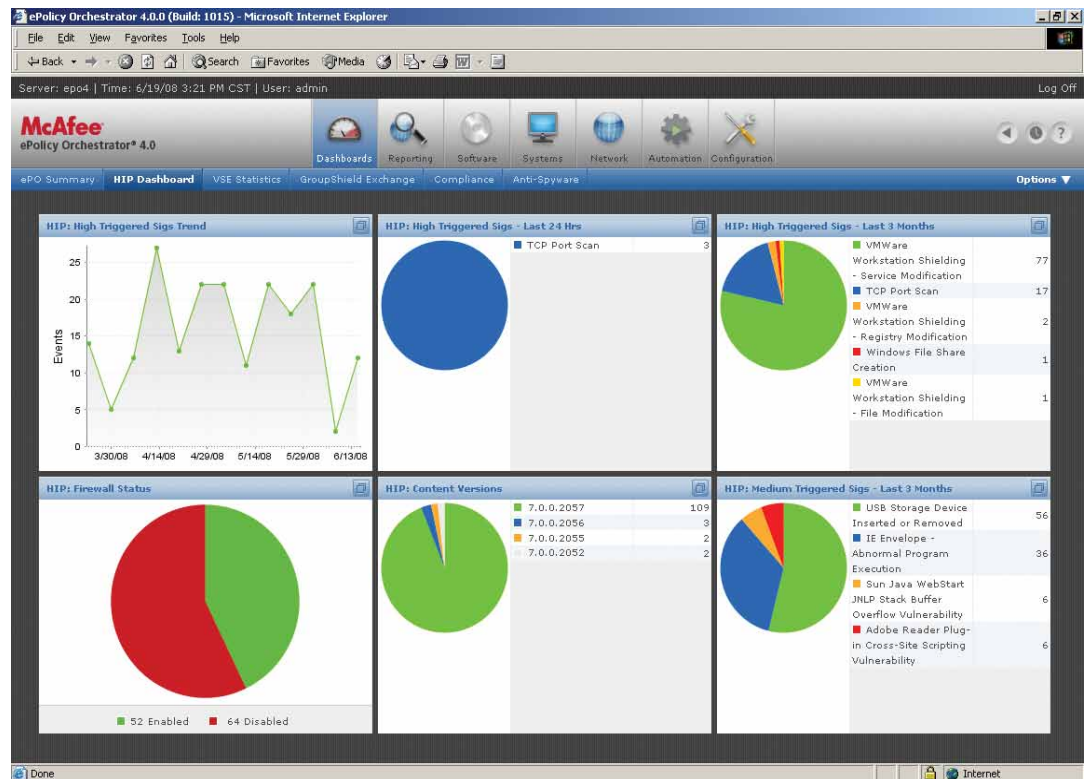 ePolicy Orchestrator 4.0.0 (Build: 1015) - Microsoft Internet Explorer
File Edit View Favorites Tools Help
Back Search Favorites Media
Server: epo4 | Time: 6/19/08 3:21 PM CST | User: admin Log Off
McAfee
ePolicy Orchestrator® 4.0
Dashboards Reporting Software Systems Network Automation Configuration
ePO Summary HIP Dashboard VSE Statistics GroupShield Exchange Compliance Anti-Spyware Options
HIP: High Triggered Sigs Trend
Events
25
20
15
10
5
0
3/30/08 4/14/08 4/29/08 5/14/08 5/29/08 6/13/08
HIP: High Triggered Sigs - Last 24 Hrs
TCP Port Scan 3
HIP: High Triggered Sigs - Last 3 Months
VMWare
Workstation Shielding 77
- Service Modification
TCP Port Scan 17
VMWare
Workstation Shielding 2
- Registry Modification
Windows File Share 1
Creation
VMWare
Workstation Shielding 1
- File Modification
HIP: Firewall Status
52 Enabled 64 Disabled
HIP: Content Versions
7.0.0.2057 109
7.0.0.2056 3
7.0.0.2055 2
7.0.0.2052 2
HIP: Medium Triggered Sigs - Last 3 Months
USB Storage Device 56
Inserted or Removed
IE Envelope -
Abnormal Program 36
Execution
Sun Java WebStart
JNLP Stack Buffer 6
Overflow Vulnerability
Adobe Reader Plug-
in Cross-Site Scripting 6
Vulnerability
Done Internet